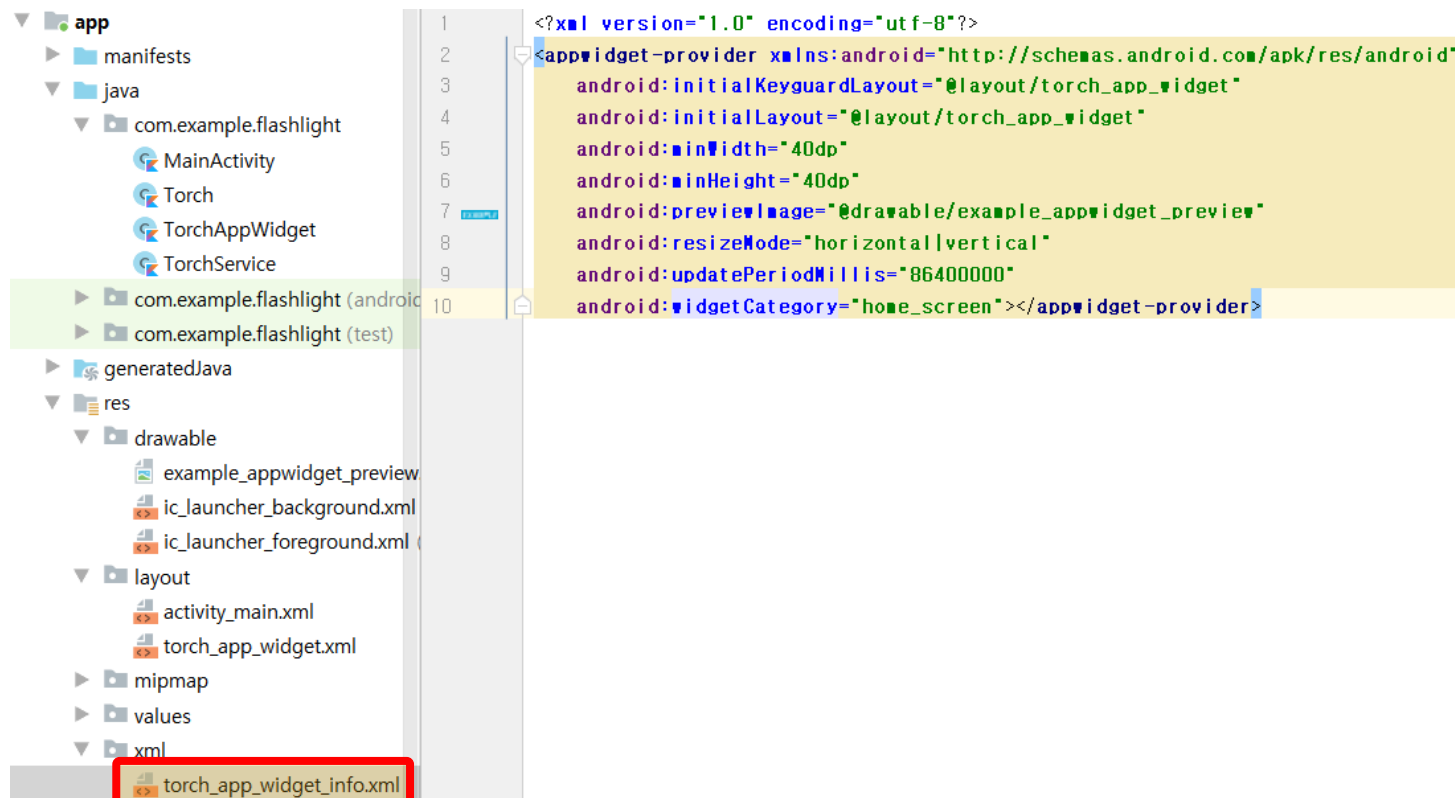 app
manifests
java
com.example.flashlight
MainActivity
Torch
TorchAppWidget
TorchService
com.example.flashlight (android
com.example.flashlight (test)
generatedJava
res
drawable
example_appwidget_preview.
ic_launcher_background.xml
ic_launcher_foreground.xml (
layout
activity_main.xml
torch_app_widget.xml
mipmap
values
xml
torch_app_widget_info.xml
1 <?xml version="1.0" encoding="utf-8"?>
2 <appwidget-provider xmlns:android="http://schemas.android.com/apk/res/android"
3 android:initialKeyguardLayout="@layout/torch_app_widget"
4 android:initialLayout="@layout/torch_app_widget"
5 android:minWidth="40dp"
6 android:minHeight="40dp"
7 EXAMPLE android:previewImage="@drawable/example_appwidget_preview"
8 android:resizeMode="horizontal|vertical"
9 android:updatePeriodMillis="86400000"
10 android:widgetCategory="home_screen"></appwidget-provider>